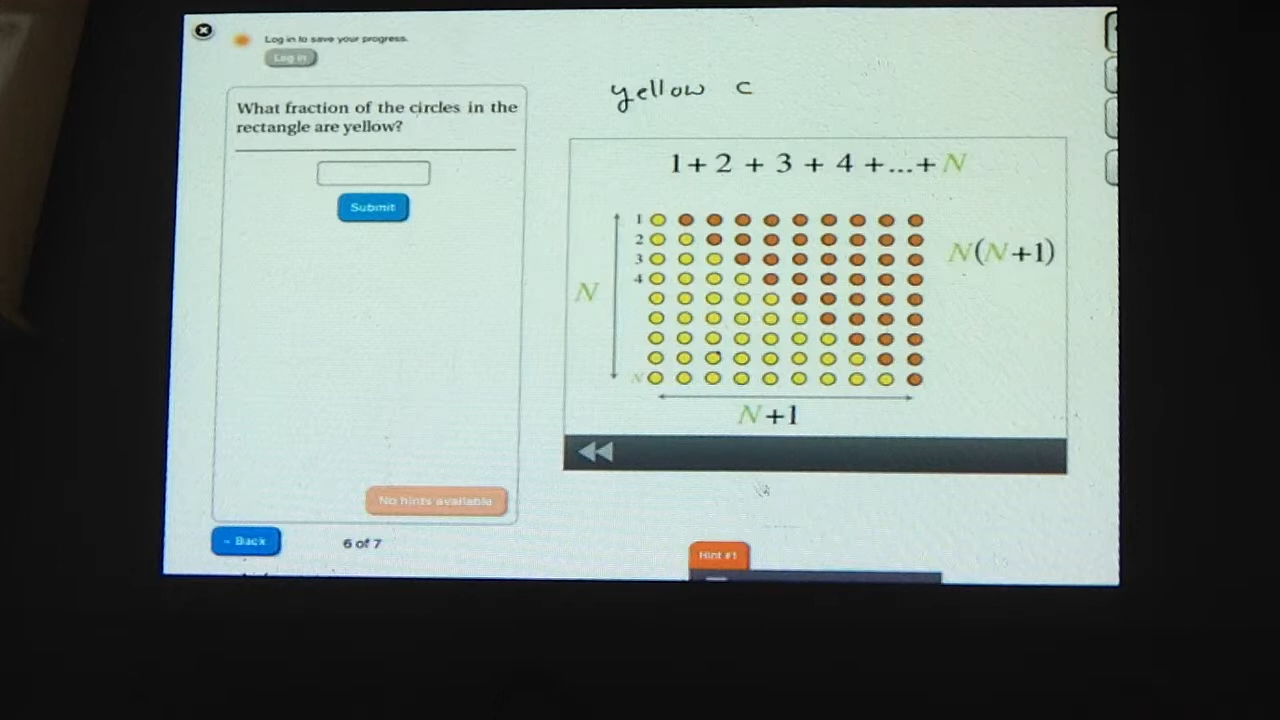 Log in to save your progress.
Log in
What fraction of the circles in the
rectangle are yellow?
Submit
No hints available
Back
6 of 7
yellow c
1+ 2 + 3 + 4 +...+ N
1
2
3
4
N
N
N(N+1)
N+1
Hint #1